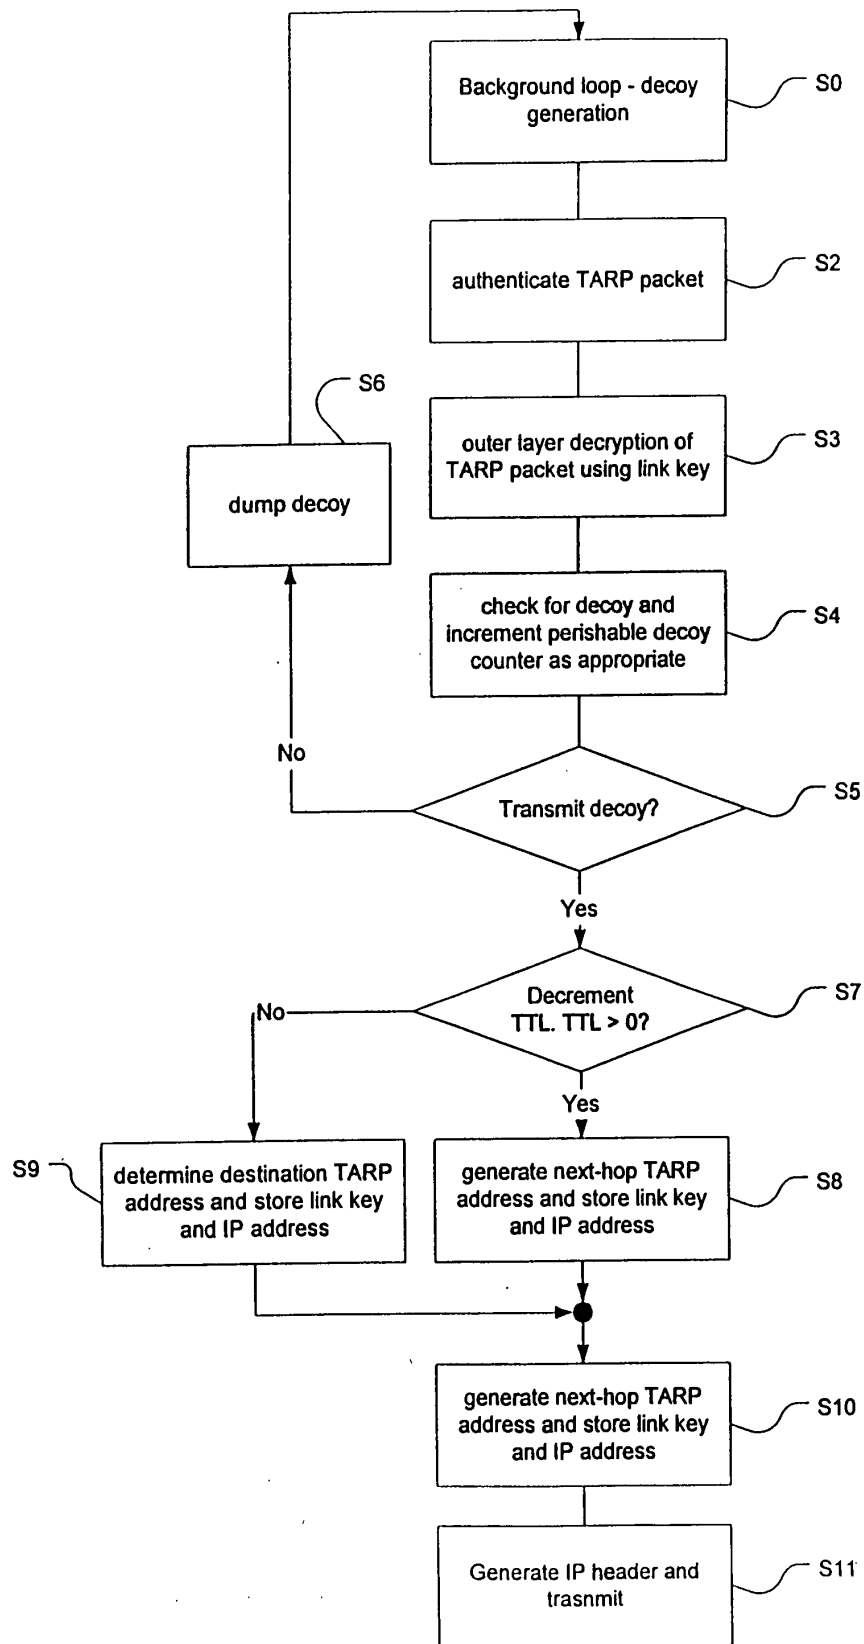 Background loop - decoy
generation
S0
authenticate TARP packet
S2
S6
outer layer decryption of
TARP packet using link key
S3
dump decoy
check for decoy and
increment perishable decoy
counter as appropriate
S4
No
Transmit decoy?
S5
Yes
Decrement
TTL. TTL > 0?
S7
No
Yes
S9
determine destination TARP
address and store link key
and IP address
generate next-hop TARP
address and store link key
and IP address
S8
generate next-hop TARP
address and store link key
and IP address
S10
Generate IP header and
trasnmit
S11